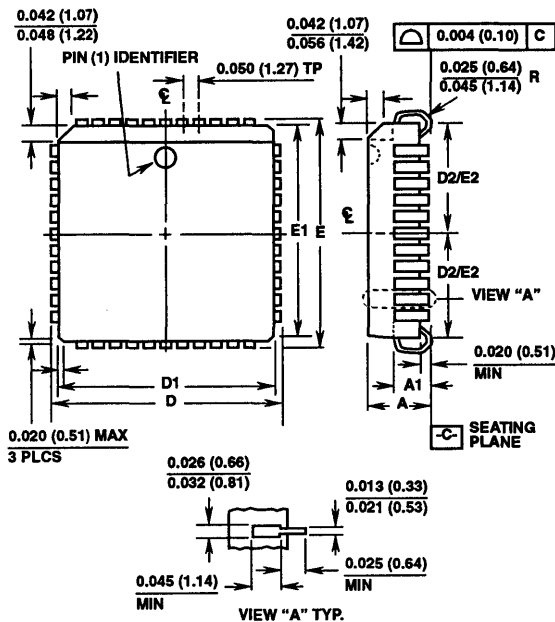 0.042 (1.07)
0.048 (1.22)
PIN (1) IDENTIFIER
0.050 (1.27) TP
℄
0.042 (1.07)
0.056 (1.42)
0.004 (0.10) C
0.025 (0.64)
0.045 (1.14) R
D2/E2
℄
E1 E
D2/E2
VIEW "A"
0.020 (0.51)
MIN
D1
D
A1
A
0.020 (0.51) MAX
3 PLCS
-C- SEATING
PLANE
0.026 (0.66)
0.032 (0.81)
0.013 (0.33)
0.021 (0.53)
0.045 (1.14)
MIN
0.025 (0.64)
MIN
VIEW "A" TYP.